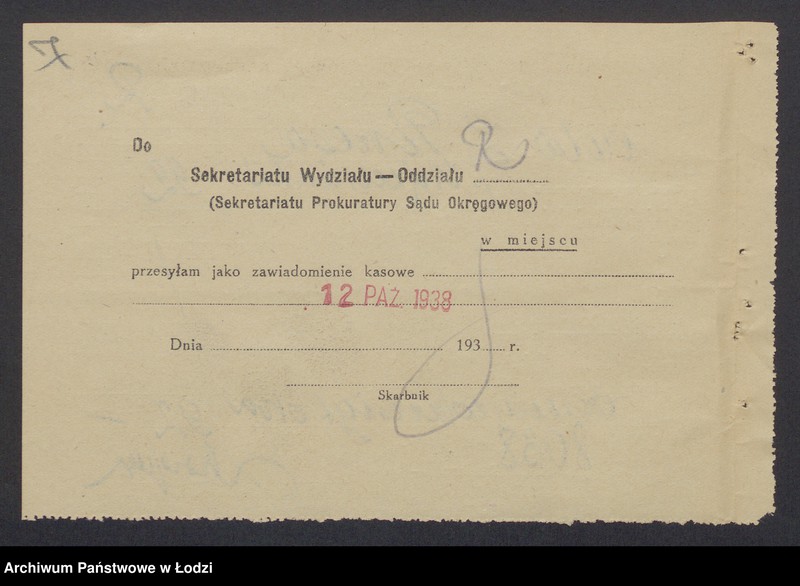 Do
Sekretariatu Wydziału — Oddziału R
(Sekretariatu Prokuratury Sądu Okręgowego)
w miejscu
przesyłam jako zawiadomienie kasowe
12 PAŹ. 1938
Dnia 193 r.
Skarbnik
Archiwum Państwowe w Łodzi